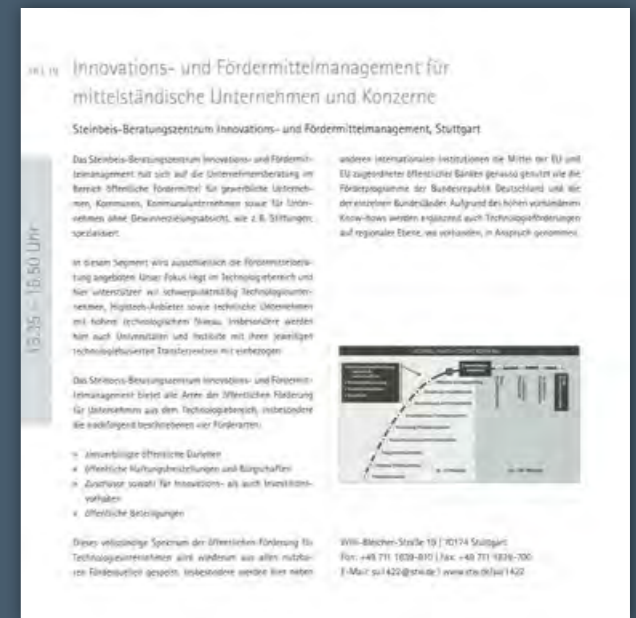 Innovations- und Fördermittelmanagement für
mittelständische Unternehmen und Konzerne
Steinbeis-Beratungszentrum Innovations- und Fördermittelmanagement, Stuttgart
15.35 – 15.50 Uhr
Das Steinbeis-Beratungszentrum Innovations- und Fördermit-
telmanagement hat sich auf die Unternehmensberatung im
Bereich öffentliche Fördermittel für gewerbliche Unterneh-
men, Kommunen, Kommunalunternehmen sowie für Unter-
nehmen ohne Gewinnerzielungsabsicht, wie z.B. Stiftungen,
spezialisiert.
In diesem Segment wird ausschließlich die Fördermittelbera-
tung angeboten. Unser Fokus liegt im Technologiebereich und
hier unterstützen wir schwerpunktmäßig Technologieunter-
nehmen, Hightech-Anbieter sowie technische Unternehmen
mit hohem technologischem Niveau. Insbesondere werden
hier auch Universitäten und Institute mit ihren jeweiligen
technologiebasierten Transferzentren mit einbezogen.
Das Steinbeis-Beratungszentrum Innovations- und Fördermit-
telmanagement bietet alle Arten der öffentlichen Förderung
für Unternehmen aus dem Technologiebereich, insbesondere
die nachfolgend beschriebenen vier Förderarten:
» zinsverbilligte öffentliche Darlehen
» öffentliche Haftungsfreistellungen und Bürgschaften
» Zuschüsse sowohl für Innovations- als auch Investitions-
vorhaben
» öffentliche Beteiligungen
Dieses vollständige Spektrum der öffentlichen Förderung für
Technologieunternehmen wird wiederum aus allen nutzba-
ren Förderquellen gespeist. Insbesondere werden hier neben
anderen internationalen Institutionen die Mittel der EU und
EU zugeordneter öffentlicher Banken genauso genutzt wie die
Förderprogramme der Bundesrepublik Deutschland und die
der einzelnen Bundesländer. Aufgrund des hohen vorhandenen
Know-hows werden ergänzend auch Technologieförderungen
auf regionaler Ebene, wo vorhanden, in Anspruch genommen.
Willi-Bleicher-Straße 19 | 70174 Stuttgart
Fon: +49 711 1839-810 | Fax: +49 711 1839-700
E-Mail: su1422@stw.de | www.stw.de/su/1422